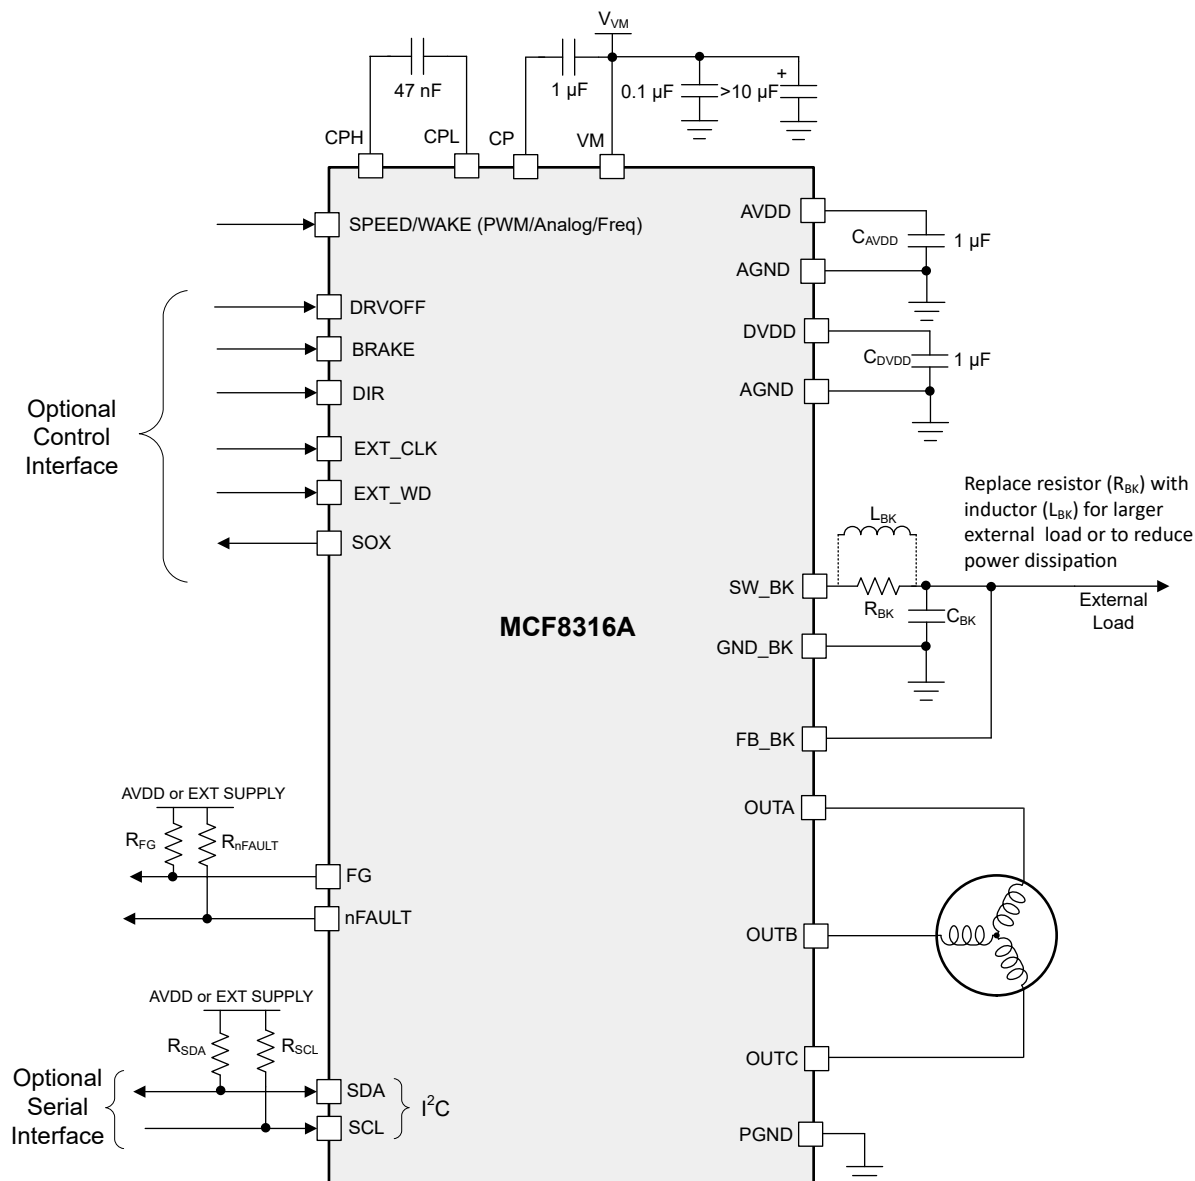 V_VM
+
47 nF
1 µF
0.1 µF
>10 µF
CPH
CPL
CP
VM
SPEED/WAKE (PWM/Analog/Freq)
AVDD
C_AVDD
1 µF
AGND
DRVOFF
DVDD
BRAKE
C_DVDD
1 µF
DIR
AGND
Optional
Control
Interface
EXT_CLK
EXT_WD
SOX
Replace resistor (R_BK) with
inductor (L_BK) for larger
external load or to reduce
power dissipation
L_BK
SW_BK
R_BK
C_BK
External
Load
MCF8316A
GND_BK
FB_BK
AVDD or EXT SUPPLY
R_FG
R_nFAULT
OUTA
FG
nFAULT
OUTB
AVDD or EXT SUPPLY
R_SDA
R_SCL
OUTC
Optional
Serial
Interface
SDA
SCL
I²C
PGND